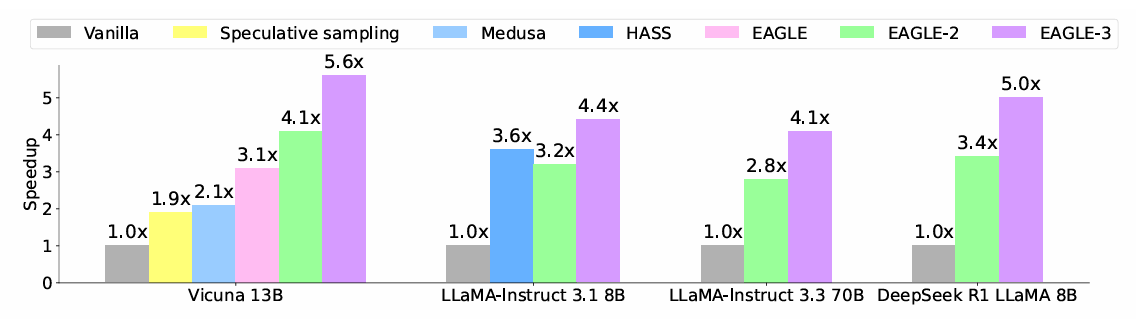 Vanilla Speculative sampling Medusa HASS EAGLE EAGLE-2 EAGLE-3
Speedup
5
4
3
2
1
0
1.0x 1.9x 2.1x 3.1x 4.1x 5.6x
1.0x 3.6x 3.2x 4.4x
1.0x 2.8x 4.1x
1.0x 3.4x 5.0x
Vicuna 13B LLaMA-Instruct 3.1 8B LLaMA-Instruct 3.3 70B DeepSeek R1 LLaMA 8B